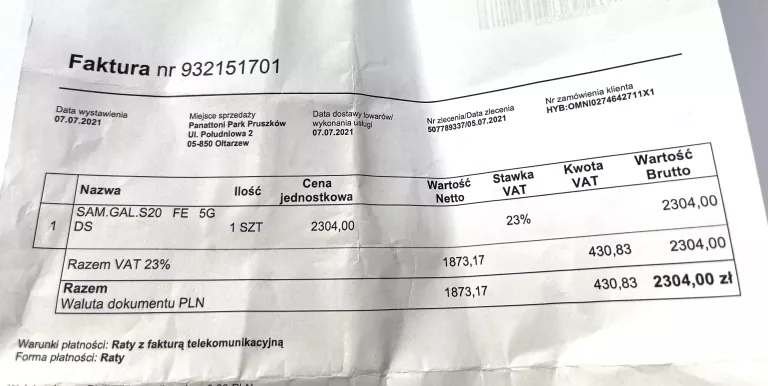 Faktura nr 932151701
Data wystawienia
07.07.2021
Miejsce sprzedaży
Panattoni Park Pruszków
Ul. Południowa 2
05-850 Ołtarzew
Data dostawy towarów/
wykonania usługi
07.07.2021
Nr zlecenia/Data zlecenia
507789337/05.07.2021
Nr zamówienia klienta
HYB:OMNI0274642711X1
Nazwa Ilość Cena jednostkowa Wartość Netto Stawka VAT Kwota VAT Wartość Brutto
1 SAM.GAL.S20 FE 5G DS 1 SZT 2304,00 23% 2304,00
Razem VAT 23% 1873,17 430,83 2304,00
Razem
Waluta dokumentu PLN 1873,17 430,83 2304,00 zł
Warunki płatności: Raty z fakturą telekomunikacyjną
Forma płatności: Raty